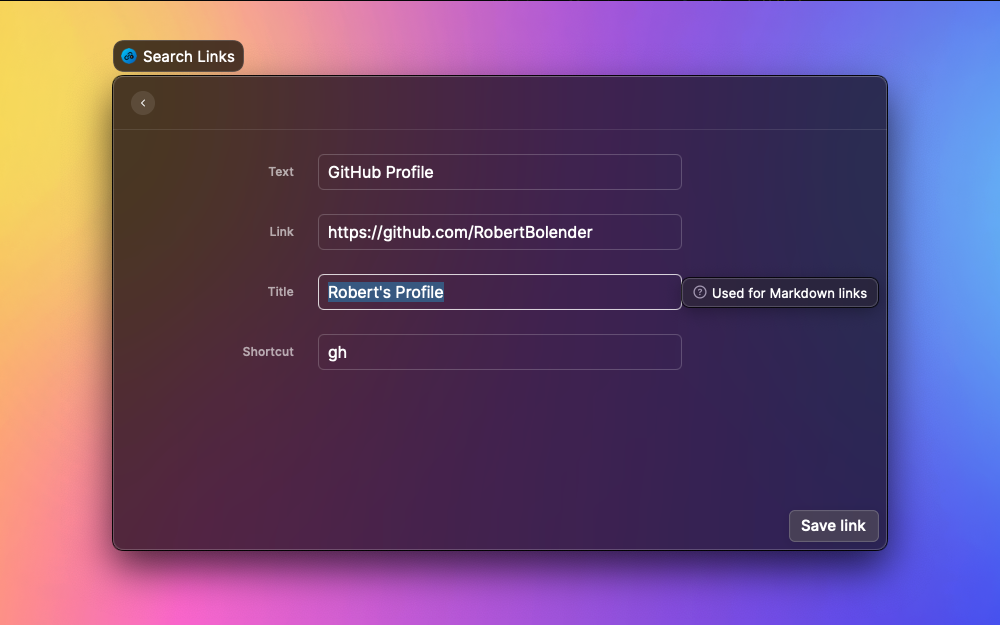 Search Links
Text
GitHub Profile
Link
https://github.com/RobertBolender
Title
Robert's Profile
Used for Markdown links
Shortcut
gh
Save link